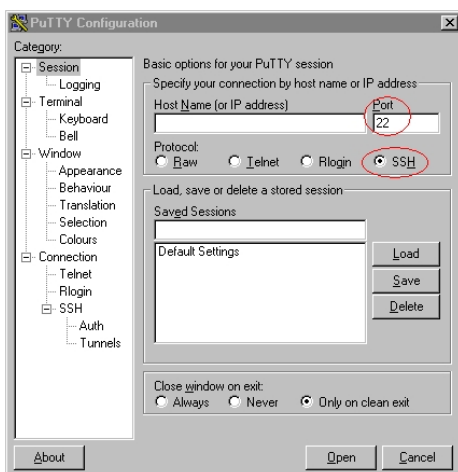 PuTTY Configuration
Category:
Session
Logging
Terminal
Keyboard
Bell
Window
Appearance
Behaviour
Translation
Selection
Colours
Connection
Telnet
Rlogin
SSH
Auth
Tunnels
Basic options for your PuTTY session
Specify your connection by host name or IP address
Host Name (or IP address)
Port
22
Protocol:
Raw Telnet Rlogin SSH
Load, save or delete a stored session
Saved Sessions
Default Settings
Load
Save
Delete
Close window on exit:
Always Never Only on clean exit
About Open Cancel